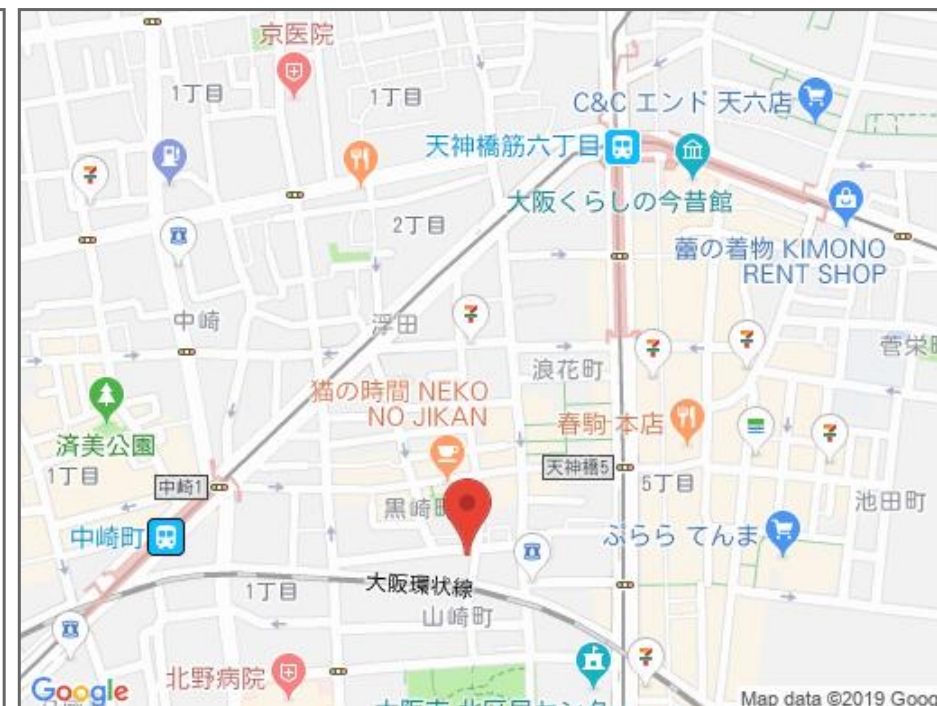 京医院
1丁目
1丁目
C&C エンド 天六店
天神橋筋六丁目
大阪くらしの今昔館
2丁目
蕾の着物 KIMONO
RENT SHOP
中崎
浮田
浪花町
猫の時間 NEKO
NO JIKAN
春駒 本店
済美公園
1丁目
中崎1
天神橋5
5丁目
黒崎町
池田町
中崎町
ぷらら てんま
1丁目
大阪環状線
山崎町
北野病院
Google
Map data ©2019 Goog